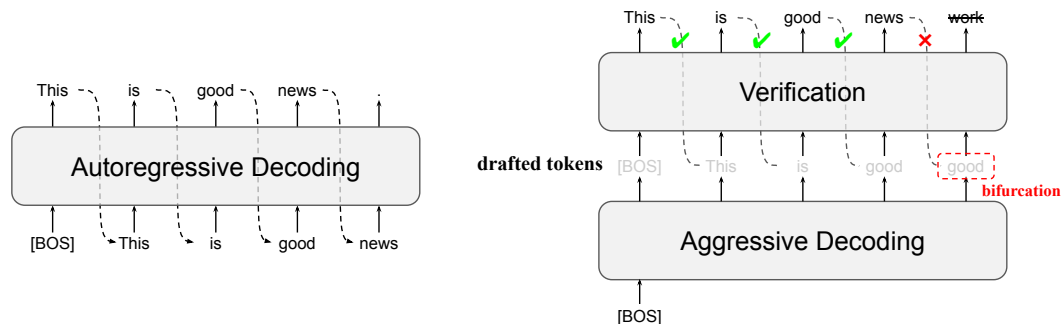 This is good news .
Autoregressive Decoding
[BOS] This is good news
This is good news work
Verification
drafted tokens [BOS] This is good good
bifurcation
Aggressive Decoding
[BOS]